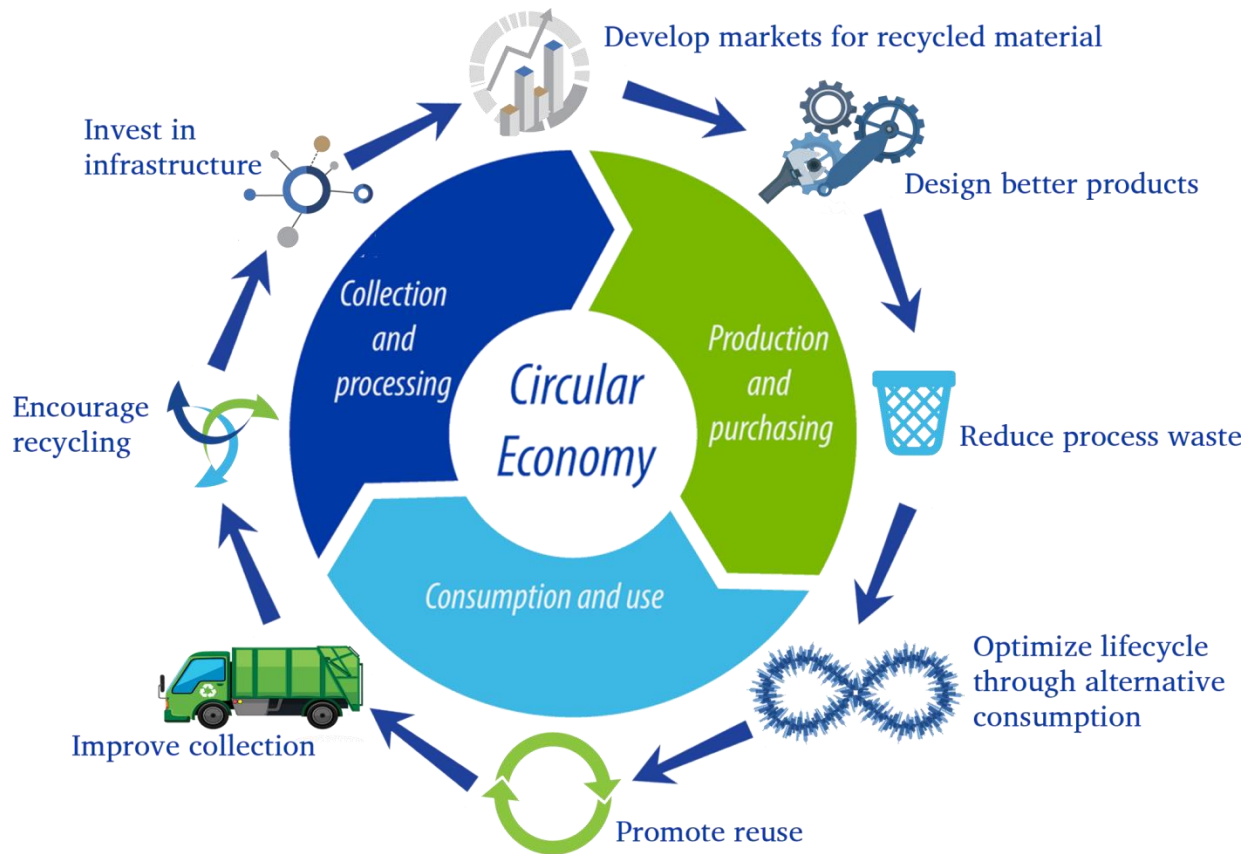 Develop markets for recycled material
Invest in
infrastructure
Design better products
Collection
and
processing
Production
and
purchasing
Circular
Economy
Encourage
recycling
Reduce process waste
Consumption and use
Optimize lifecycle
through alternative
consumption
Improve collection
Promote reuse